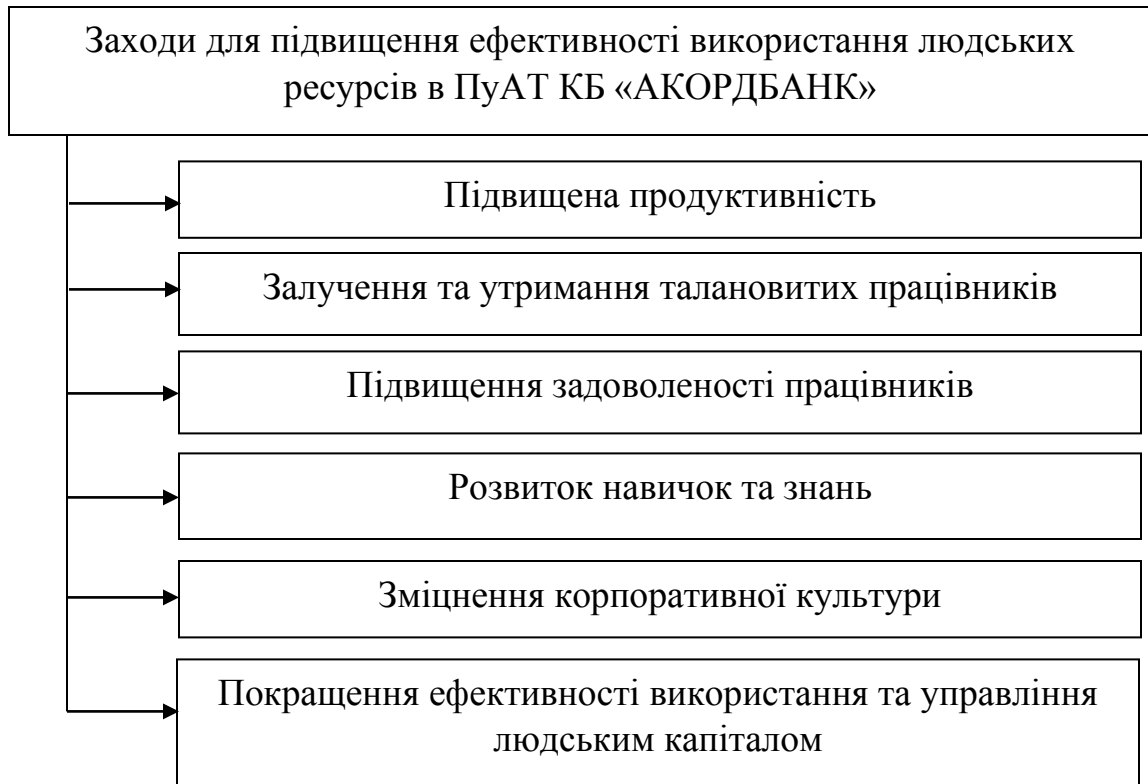 Заходи для підвищення ефективності використання людських
ресурсів в ПуАТ КБ «АКОРДБАНК»
Підвищена продуктивність
Залучення та утримання талановитих працівників
Підвищення задоволеності працівників
Розвиток навичок та знань
Зміцнення корпоративної культури
Покращення ефективності використання та управління
людським капіталом